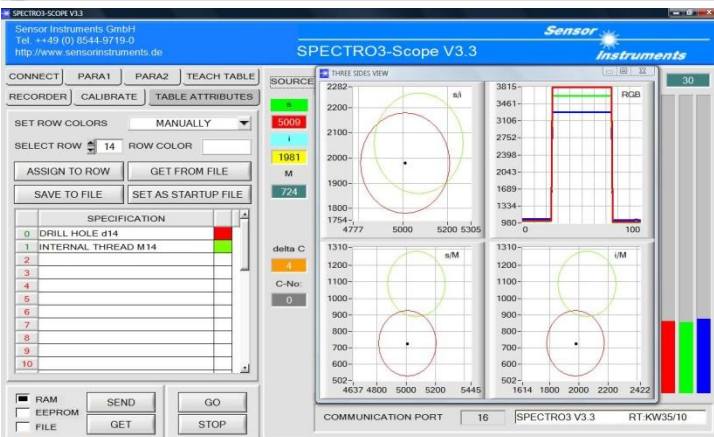 SPECTRO3-SCOPE V3.3
Sensor Instruments GmbH
Tel. ++49 (0) 8544-9719-0
http://www.sensorinstruments.de
SPECTRO3-Scope V3.3
Sensor
Instruments
CONNECT PARA1 PARA2 TEACH TABLE
RECORDER CALIBRATE TABLE ATTRIBUTES
SET ROW COLORS MANUALLY
SELECT ROW 14 ROW COLOR
ASSIGN TO ROW GET FROM FILE
SAVE TO FILE SET AS STARTUP FILE
SPECIFICATION
0 DRILL HOLE d14
1 INTERNAL THREAD M14
2
3
4
5
6
7
8
9
10
RAM
EEPROM
FILE
SEND GO
GET STOP
SOURCE
s
5009
i
1981
M
724
delta C
4
C-No:
0
THREE SIDES VIEW
30
s/i
2282
2200
2100
2000
1900
1800
1754
4777 5000 5200 5305
RGB
3815
3461
3106
2752
2398
2043
1689
1334
980
0 100
s/M
1310
1200
1100
1000
900
800
700
600
502
4637 4800 5000 5200 5445
i/M
1310
1200
1100
1000
900
800
700
600
502
1614 1800 2000 2200 2422
COMMUNICATION PORT 16 SPECTRO3 V3.3 RT:KW35/10